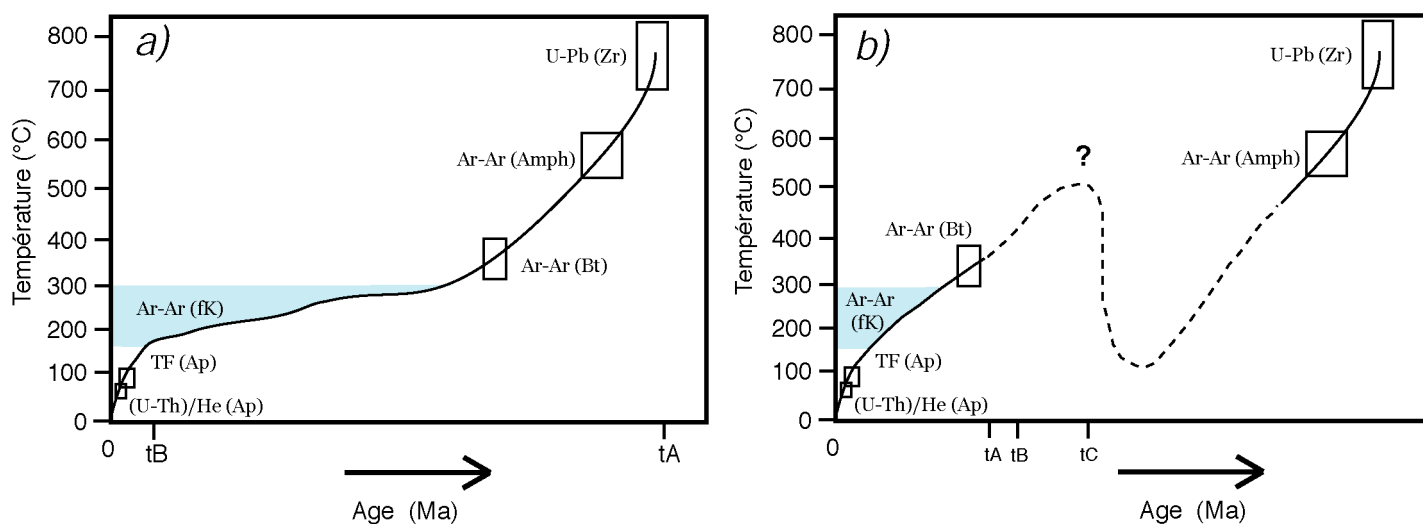 a)
Température (°C)
800
700
600
500
400
300
200
100
0
U-Pb (Zr)
Ar-Ar (Amph)
Ar-Ar (Bt)
Ar-Ar (fK)
TF (Ap)
(U-Th)/He (Ap)
0
tB
tA
Age (Ma)
b)
Température (°C)
800
700
600
500
400
300
200
100
0
U-Pb (Zr)
?
Ar-Ar (Amph)
Ar-Ar (Bt)
Ar-Ar
(fK)
TF (Ap)
(U-Th)/He (Ap)
0
tA
tB
tC
Age (Ma)